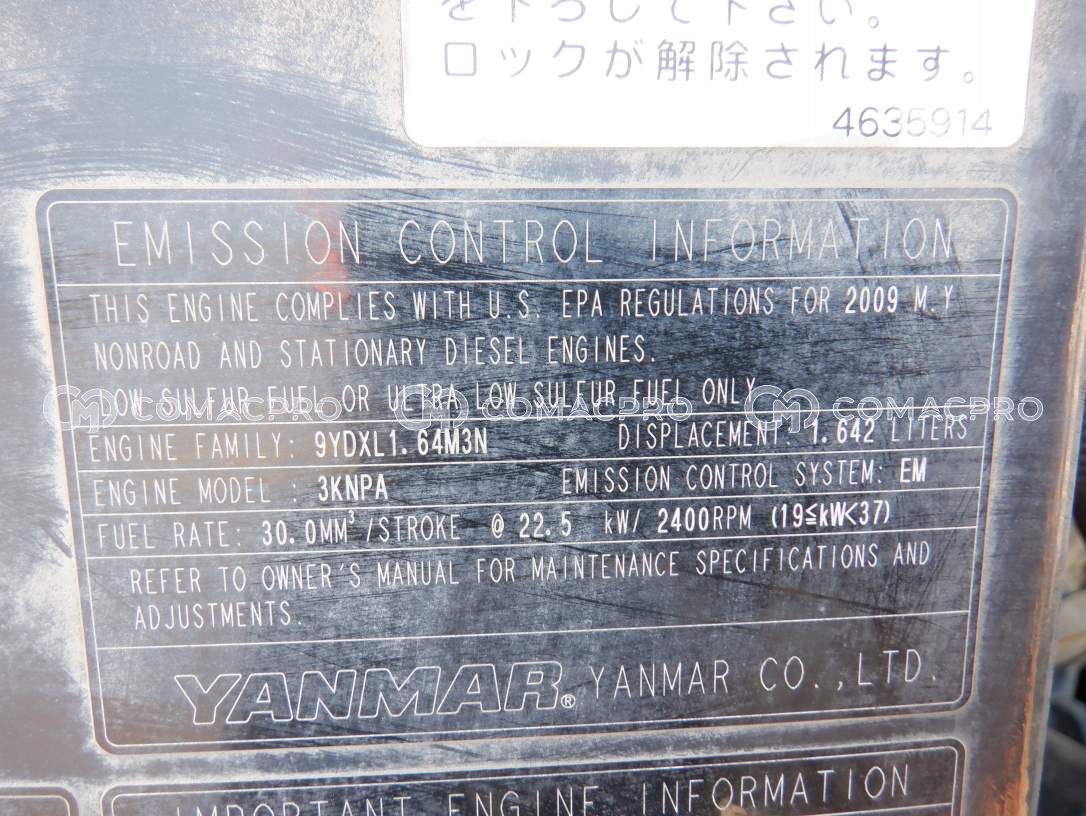 を下ろして下さい。
ロックが解除されます。
4635914
EMISSION CONTROL INFORMATION
THIS ENGINE COMPLIES WITH U.S. EPA REGULATIONS FOR 2009 M.Y
NONROAD AND STATIONARY DIESEL ENGINES.
LOW SULFUR FUEL OR ULTRA LOW SULFUR FUEL ONLY
COMACPRO COMACPRO COMACPRO
ENGINE FAMILY: 9YDXL1.64M3N DISPLACEMENT: 1.642 LITERS
ENGINE MODEL : 3KNPA EMISSION CONTROL SYSTEM: EM
FUEL RATE: 30.0MM³/STROKE @ 22.5 kW/ 2400RPM (19≦kW<37)
REFER TO OWNER'S MANUAL FOR MAINTENANCE SPECIFICATIONS AND
ADJUSTMENTS.
YANMAR® YANMAR CO.,LTD.
IMPORTANT ENGINE INFORMATION